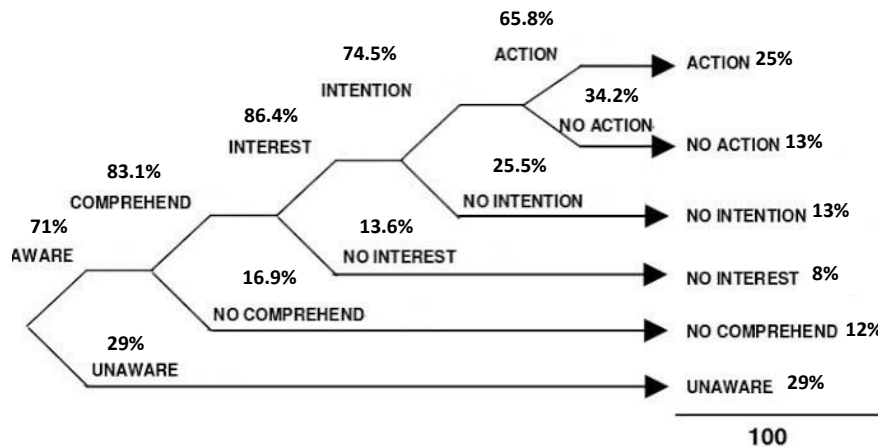 65.8%
ACTION
74.5%
INTENTION
ACTION 25%
34.2%
NO ACTION
86.4%
INTEREST
NO ACTION 13%
83.1%
COMPREHEND
25.5%
NO INTENTION
NO INTENTION 13%
71%
AWARE
13.6%
NO INTEREST
NO INTEREST 8%
16.9%
NO COMPREHEND
NO COMPREHEND 12%
29%
UNAWARE
UNAWARE 29%
100